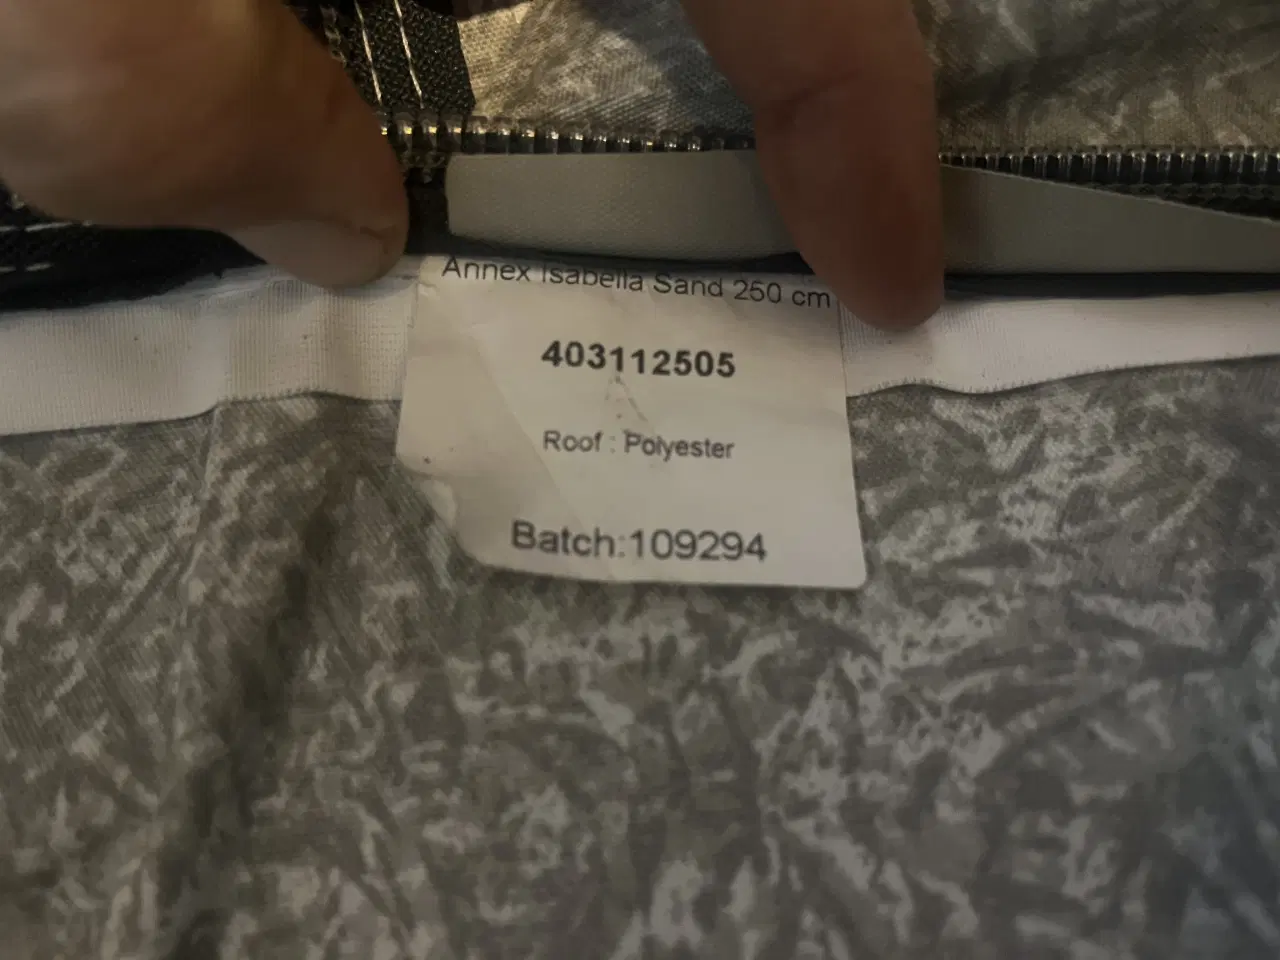 Annex Isabella Sand 250 cm
403112505
Roof : Polyester
Batch:109294